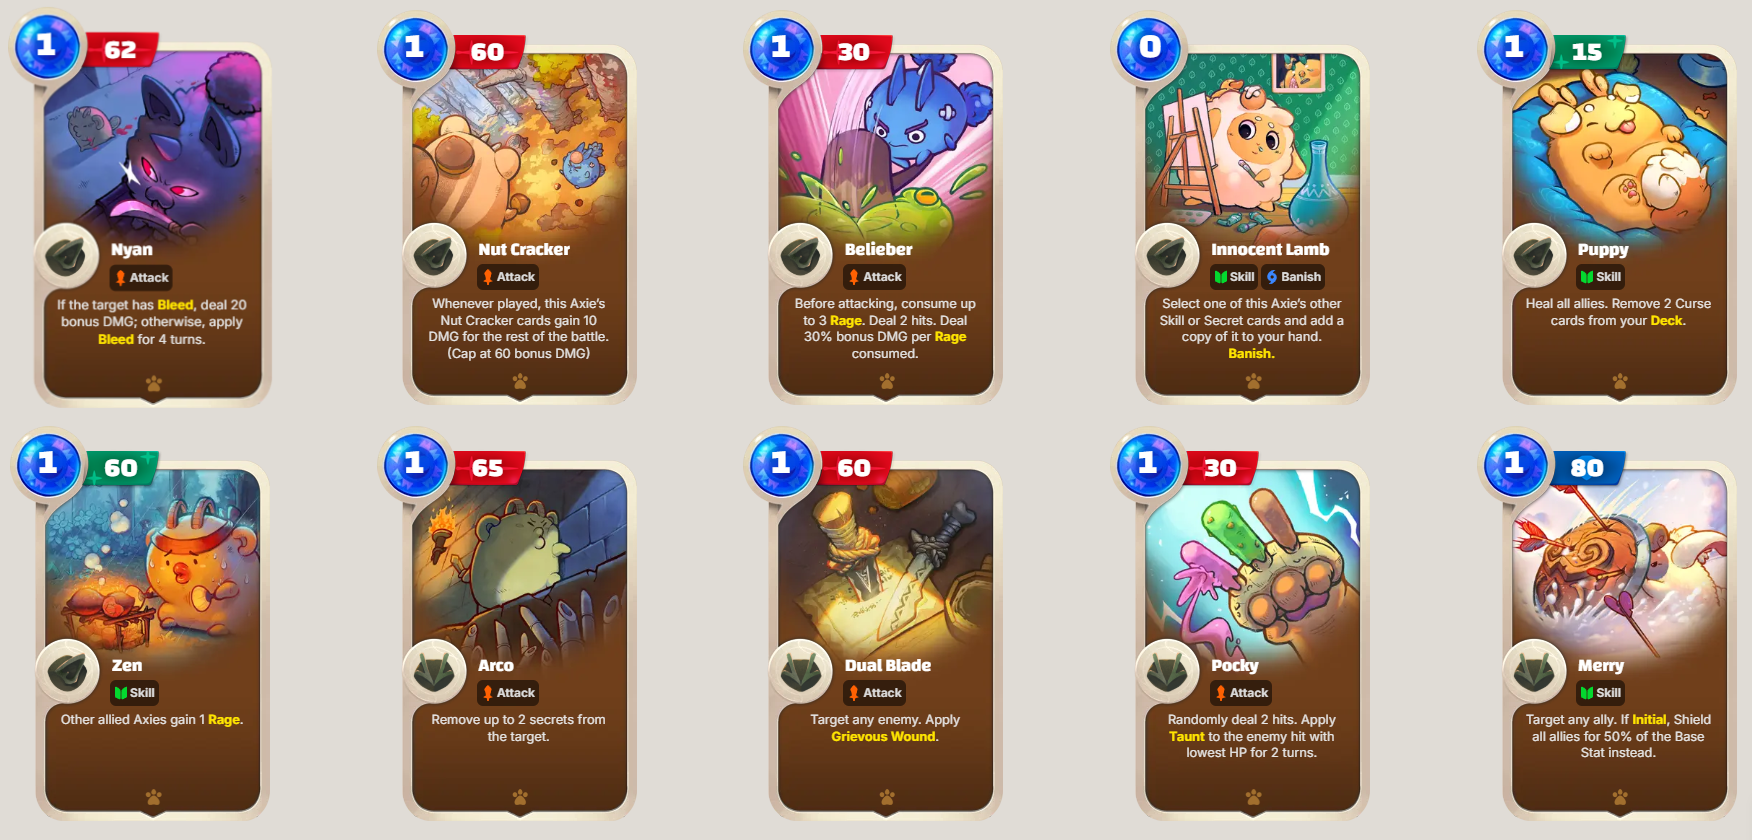 1
62
Nyan
Attack
If the target has Bleed, deal 20
bonus DMG; otherwise, apply
Bleed for 4 turns.
1
60
Nut Cracker
Attack
Whenever played, this Axie's
Nut Cracker cards gain 10
DMG for the rest of the battle.
(Cap at 60 bonus DMG)
1
30
Belieber
Attack
Before attacking, consume up
to 3 Rage. Deal 2 hits. Deal
30% bonus DMG per Rage
consumed.
0
Innocent Lamb
Skill Banish
Select one of this Axie's other
Skill or Secret cards and add a
copy of it to your hand.
Banish.
1
15
Puppy
Skill
Heal all allies. Remove 2 Curse
cards from your Deck.
1
60
Zen
Skill
Other allied Axies gain 1 Rage.
1
65
Arco
Attack
Remove up to 2 secrets from
the target.
1
60
Dual Blade
Attack
Target any enemy. Apply
Grievous Wound.
1
30
Pocky
Attack
Randomly deal 2 hits. Apply
Taunt to the enemy hit with
lowest HP for 2 turns.
1
80
Merry
Skill
Target any ally. If Initial, Shield
all allies for 50% of the Base
Stat instead.